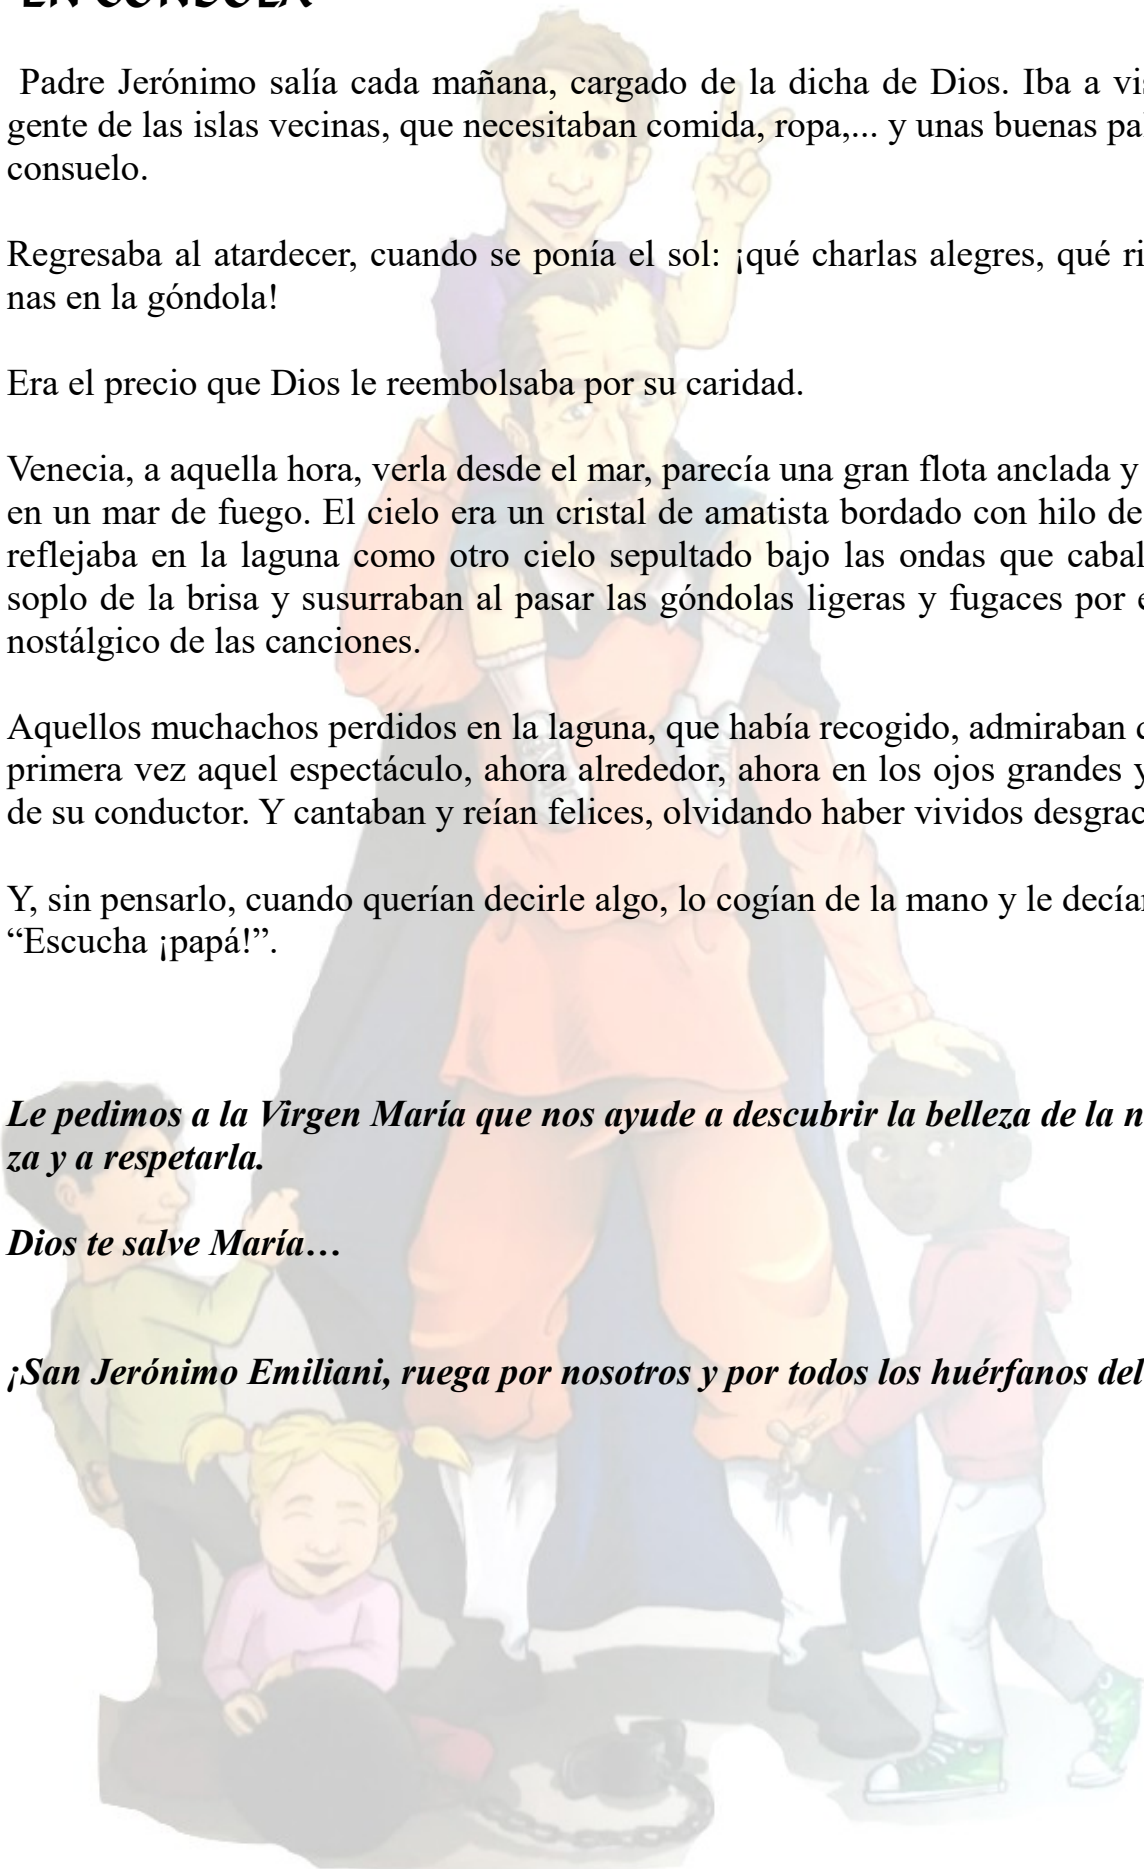 EN GÓNDOLA
Padre Jerónimo salía cada mañana, cargado de la dicha de Dios. Iba a
gente de las islas vecinas, que necesitaban comida, ropa,... y unas buenas
consuelo.
Regresaba al atardecer, cuando se ponía el sol: ¡qué charlas alegres, qué
nas en la góndola!
Era el precio que Dios le reembolsaba por su caridad.
Venecia, a aquella hora, verla desde el mar, parecía una gran flota anclada y
en un mar de fuego. El cielo era un cristal de amatista bordado con hilo de
reflejaba en la laguna como otro cielo sepultado bajo las ondas que
soplo de la brisa y susurraban al pasar las góndolas ligeras y fugaces por
nostálgico de las canciones.
Aquellos muchachos perdidos en la laguna, que había recogido, admiraban
primera vez aquel espectáculo, ahora alrededor, ahora en los ojos grandes y
de su conductor. Y cantaban y reían felices, olvidando haber vividos
Y, sin pensarlo, cuando querían decirle algo, lo cogían de la mano y le decían
“Escucha ¡papá!”.
Le pedimos a la Virgen María que nos ayude a descubrir la belleza de la
za y a respetarla.
Dios te salve María…
¡San Jerónimo Emiliani, ruega por nosotros y por todos los huérfanos del